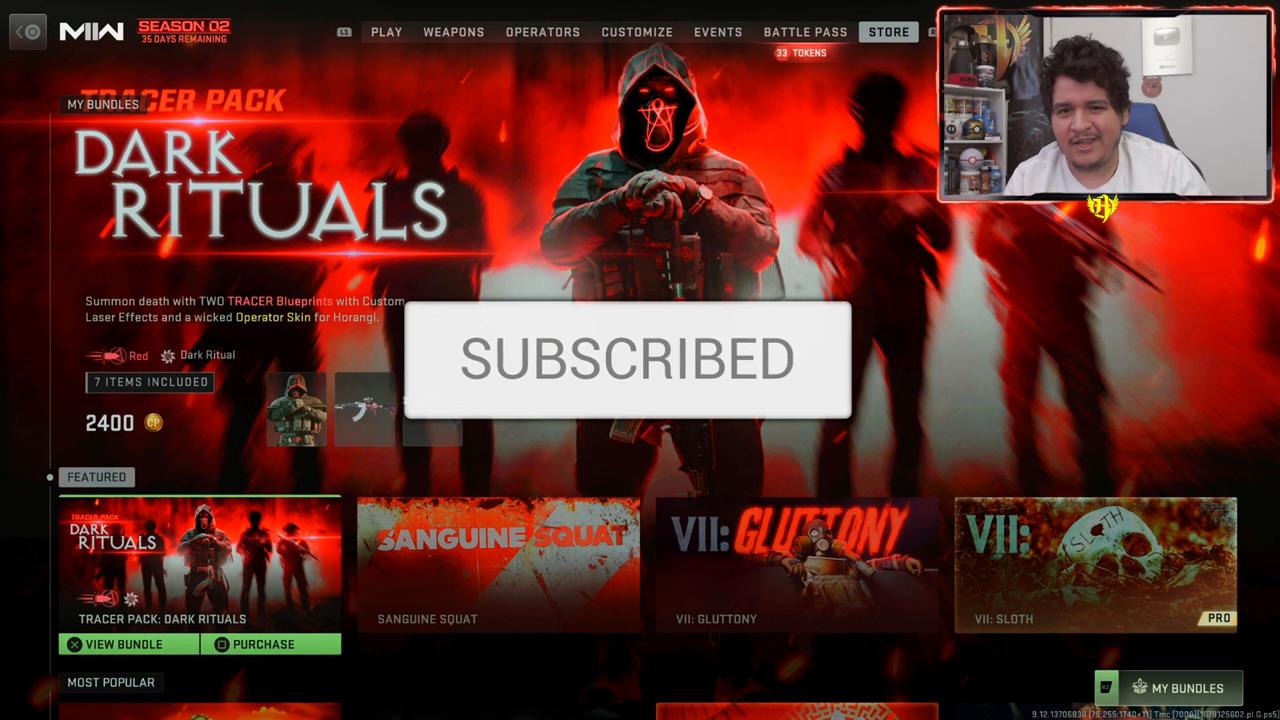 MWII
SEASON 02
35 DAYS REMAINING
L1
PLAY
WEAPONS
OPERATORS
CUSTOMIZE
EVENTS
BATTLE PASS
STORE
33 TOKENS
TRACER PACK
MY BUNDLES
DARK
RITUALS
Summon death with TWO TRACER Blueprints with Custom
Laser Effects and a wicked Operator Skin for Horangi.
Red
Dark Ritual
7 ITEMS INCLUDED
2400 CP
SUBSCRIBED
FEATURED
TRACER PACK
DARK
RITUALS
TRACER PACK: DARK RITUALS
VIEW BUNDLE
PURCHASE
SANGUINE SQUAT
SANGUINE SQUAT
VII: GLUTTONY
VII: GLUTTONY
VII:
SLOTH
VII: SLOTH
PRO
MOST POPULAR
R2
MY BUNDLES